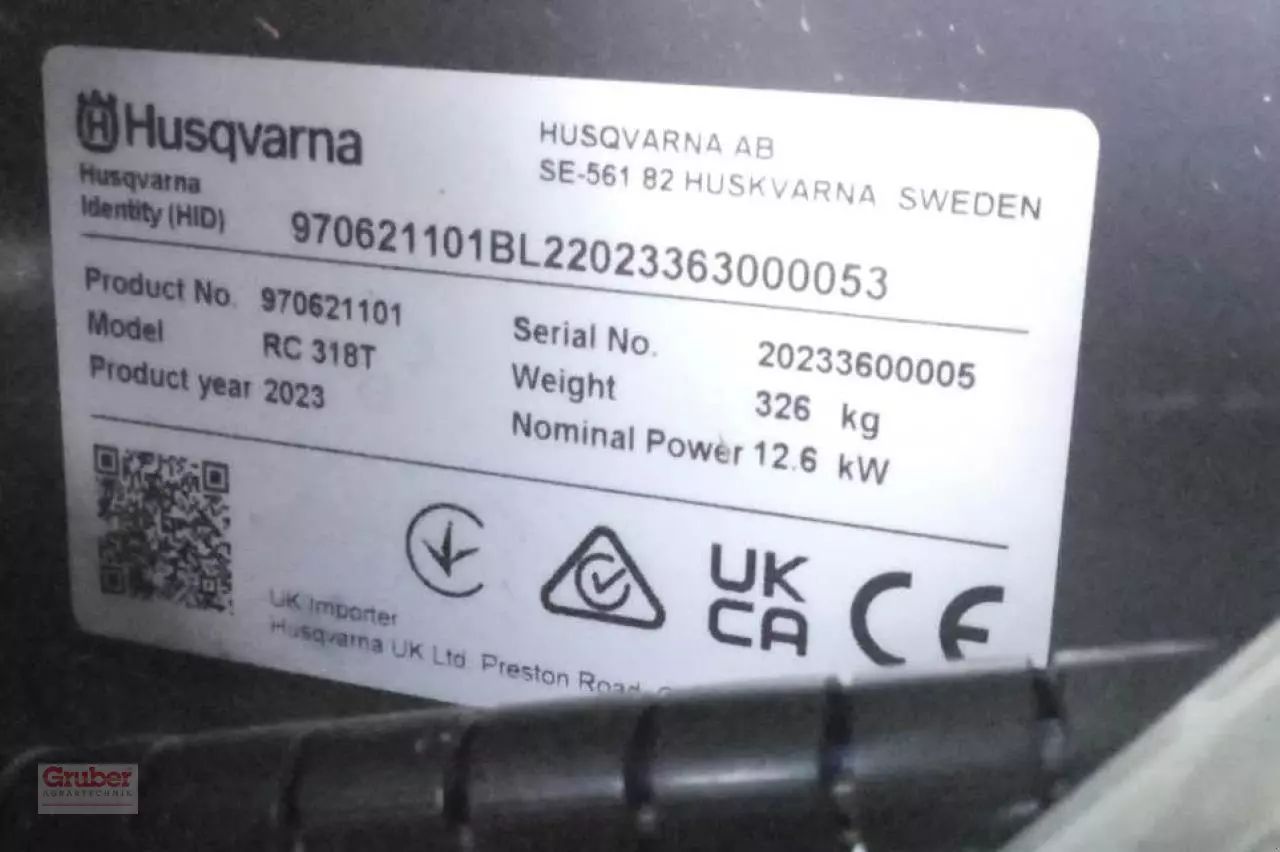 Husqvarna
HUSQVARNA AB
SE-561 82 HUSKVARNA SWEDEN
Husqvarna
Identity (HID) 970621101BL22023363000053
Product No. 970621101
Model RC 318T
Product year 2023
Serial No. 20233600005
Weight 326 kg
Nominal Power 12.6 kW
UK
CA
CE
UK Importer
Husqvarna UK Ltd. Preston Road,
Gruber
AGRARTECHNIK